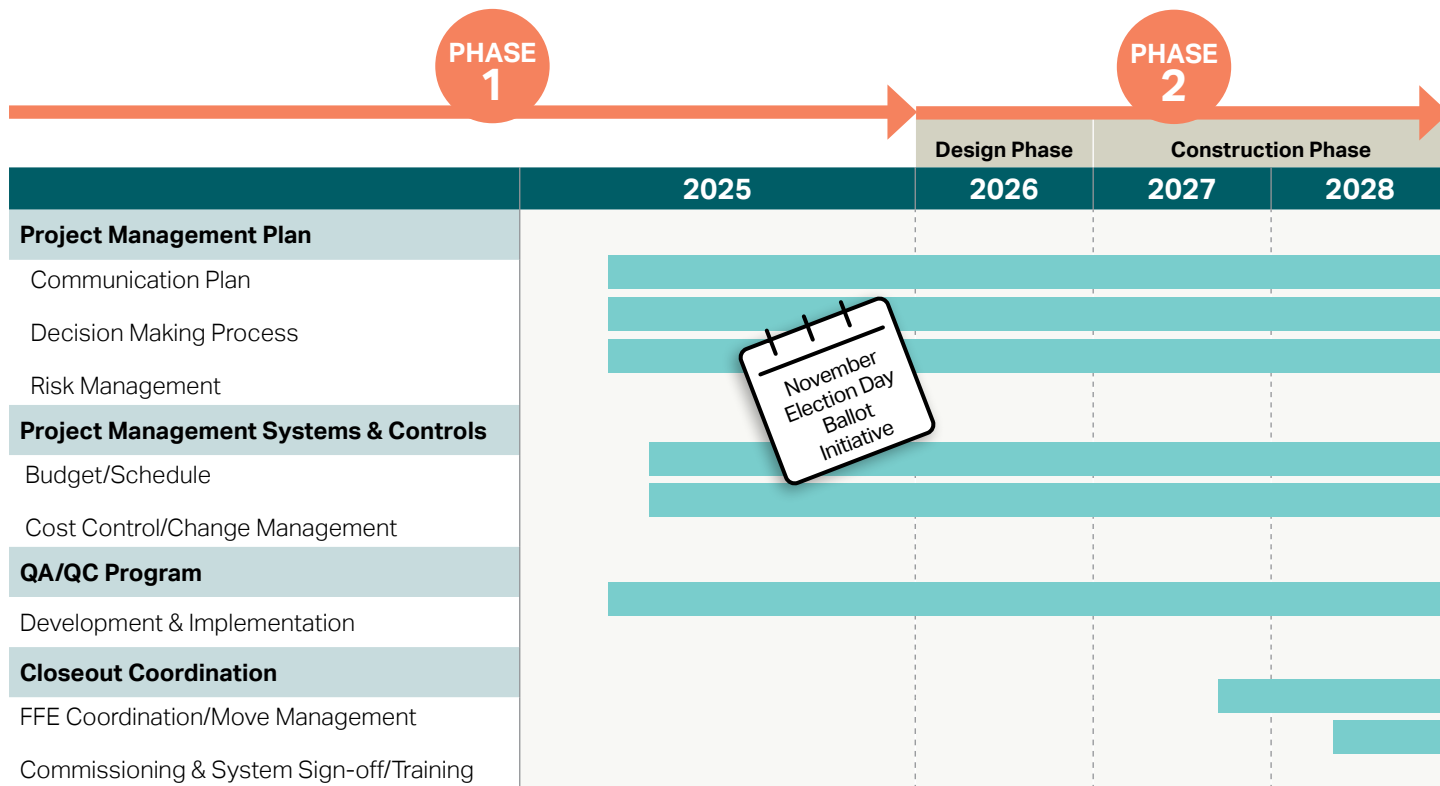 PHASE
1
PHASE
2
Design Phase
Construction Phase
2025
2026
2027
2028
Project Management Plan
Communication Plan
Decision Making Process
Risk Management
November
Election Day
Ballot
Initiative
Project Management Systems & Controls
Budget/Schedule
Cost Control/Change Management
QA/QC Program
Development & Implementation
Closeout Coordination
FFE Coordination/Move Management
Commissioning & System Sign-off/Training